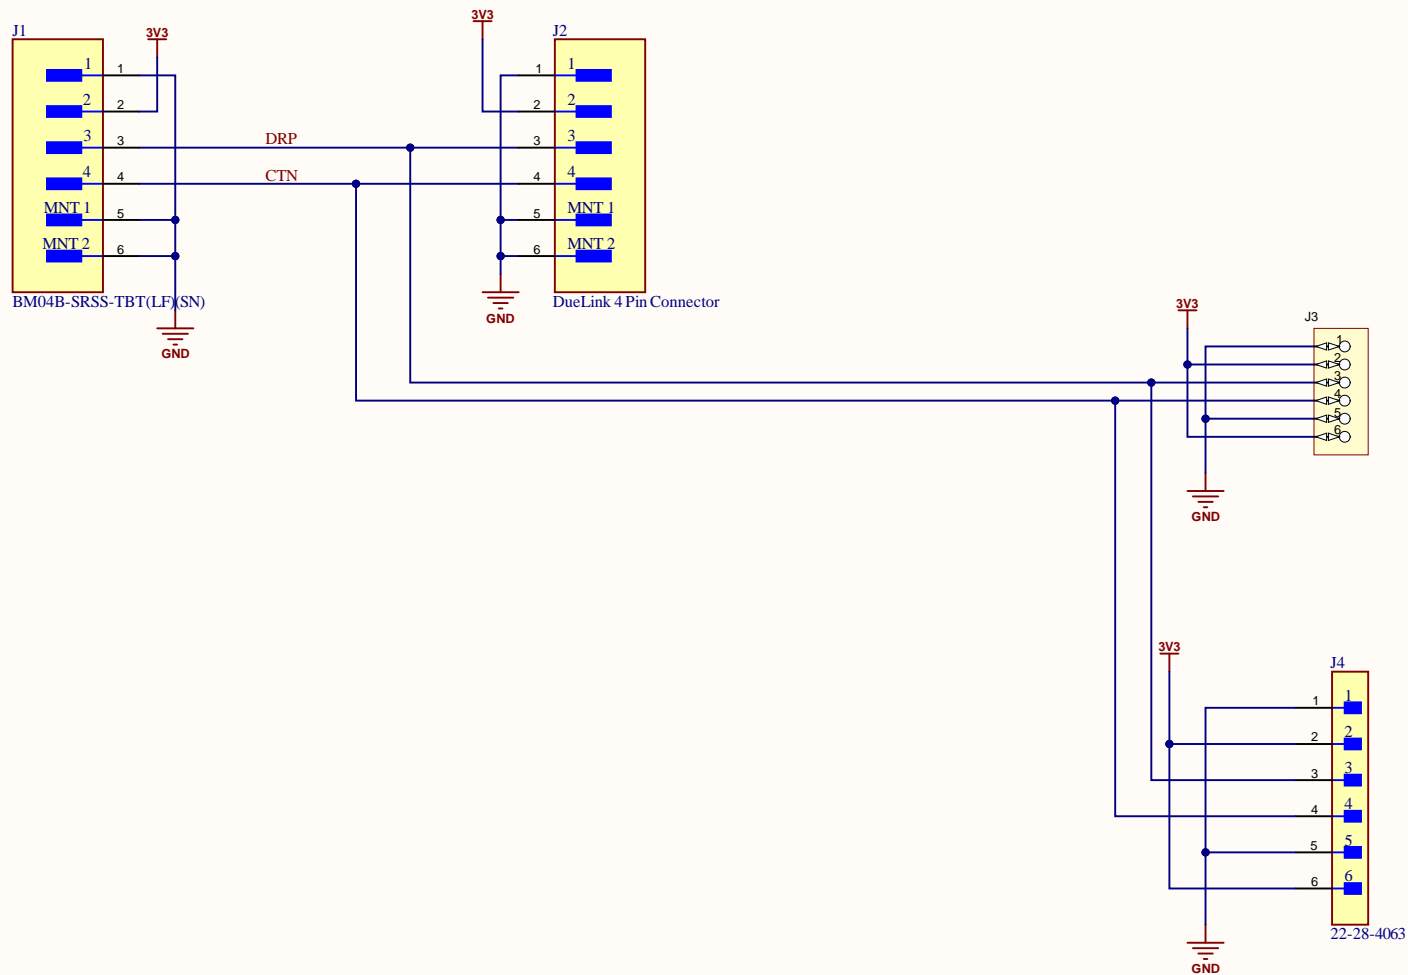 J1
3V3
1 1
2 2
3 3
4 4
MNT 1 5
MNT 2 6
BM04B-SRSS-TBT(LF)(SN)
GND
DRP
CTN
3V3
J2
1 1
2 2
3 3
4 4
5 MNT 1
6 MNT 2
DueLink 4 Pin Connector
GND
3V3
J3
1
2
3
4
5
6
GND
3V3
J4
1 1
2 2
3 3
4 4
5 5
6 6
22-28-4063
GND